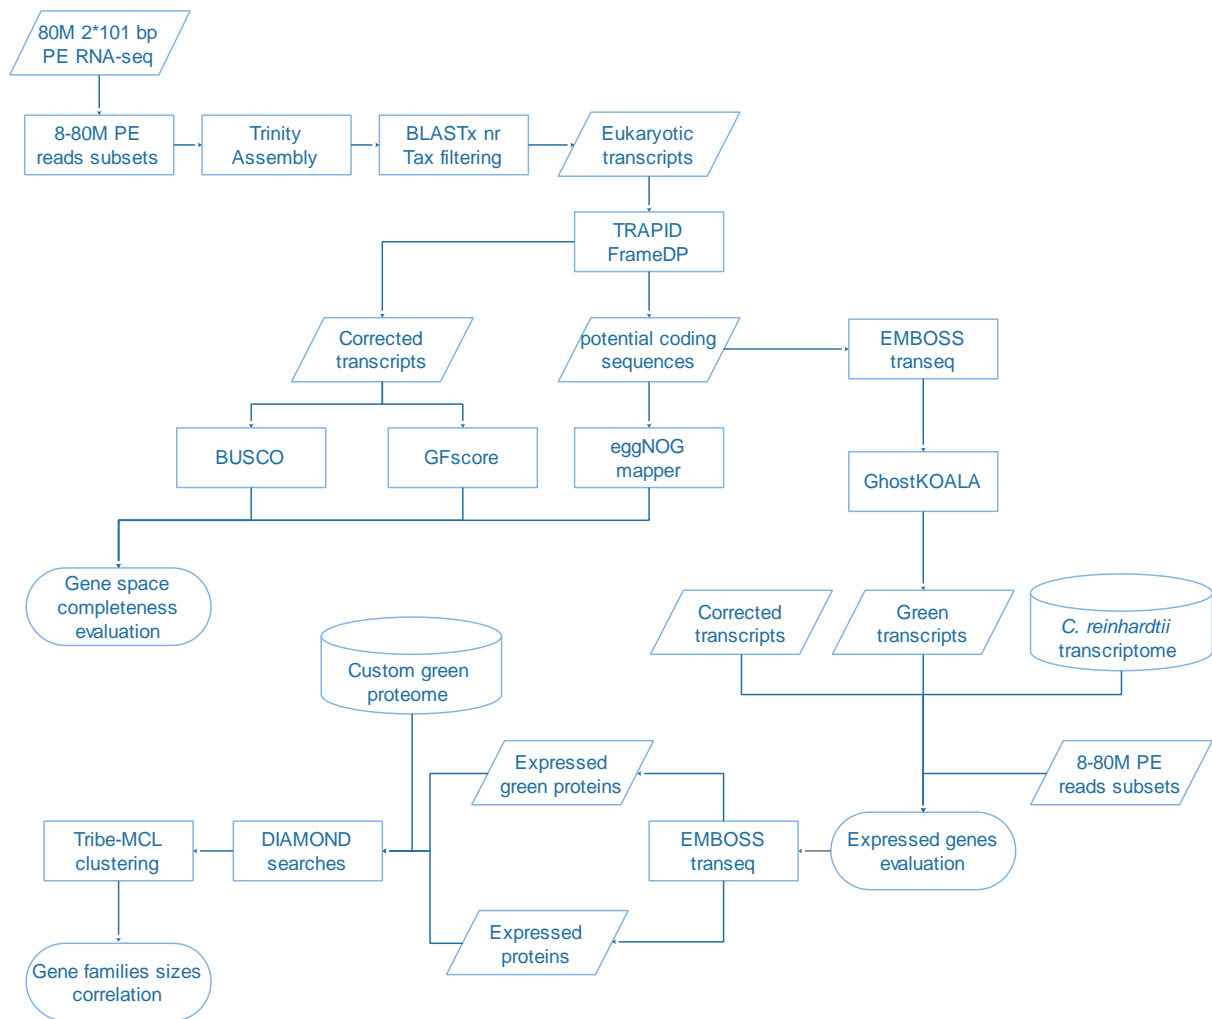 80M 2*101 bp
PE RNA-seq
8-80M PE
reads subsets
Trinity
Assembly
BLASTx nr
Tax filtering
Eukaryotic
transcripts
TRAPID
FrameDP
Corrected
transcripts
potential coding
sequences
EMBOSS
transeq
BUSCO
GFscore
eggNOG
mapper
GhostKOALA
Gene space
completeness
evaluation
Corrected
transcripts
Green
transcripts
C. reinhardtii
transcriptome
Custom green
proteome
Expressed
green proteins
8-80M PE
reads subsets
Tribe-MCL
clustering
DIAMOND
searches
EMBOSS
transeq
Expressed genes
evaluation
Expressed
proteins
Gene families sizes
correlation